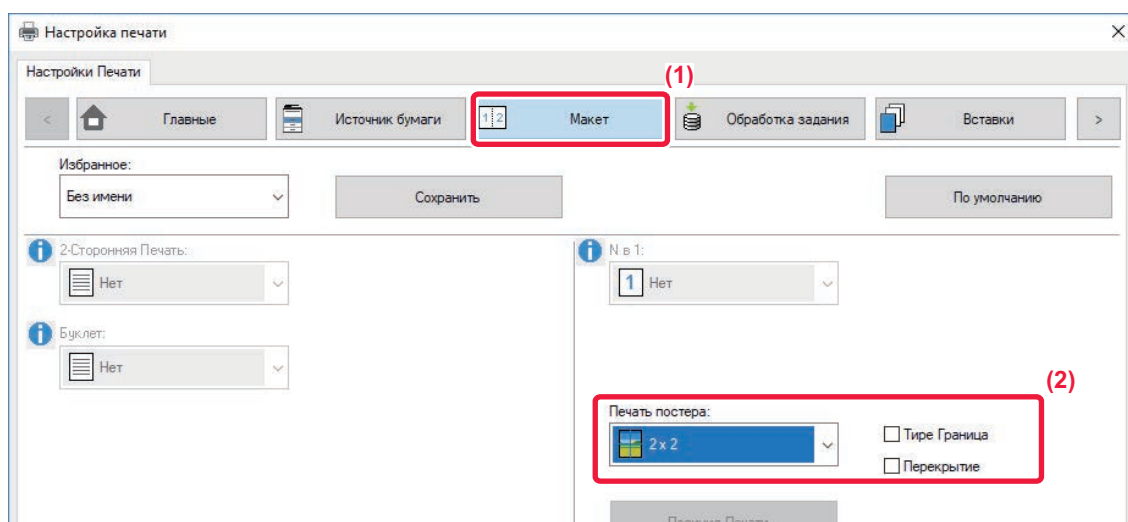 Настройка печати
Настройки Печати
(1)
< Главные Источник бумаги 1 2 Макет Обработка задания Вставки >
Избранное:
Без имени Сохранить По умолчанию
2-Сторонняя Печать:
Нет
Буклет:
Нет
N в 1:
1 Нет
(2)
Печать постера:
2 x 2
Тире Граница
Перекрытие